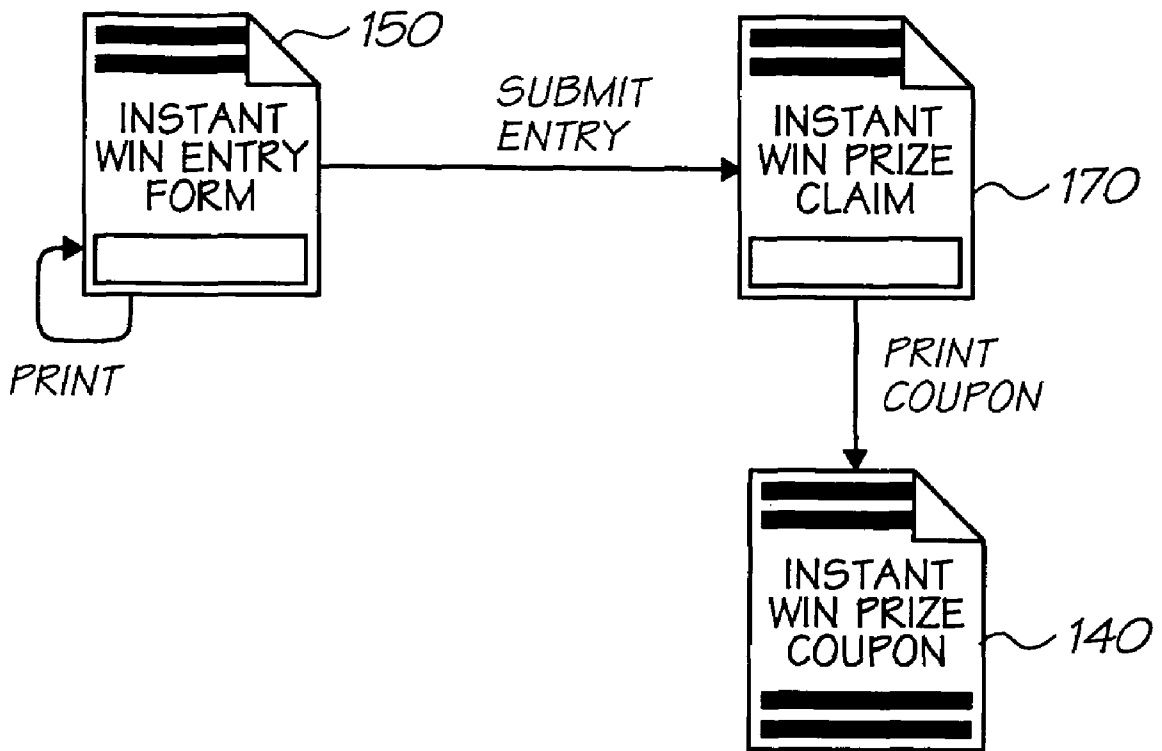 150
INSTANT
WIN ENTRY
FORM
PRINT
SUBMIT
ENTRY
INSTANT
WIN PRIZE
CLAIM
170
PRINT
COUPON
INSTANT
WIN PRIZE
COUPON
140